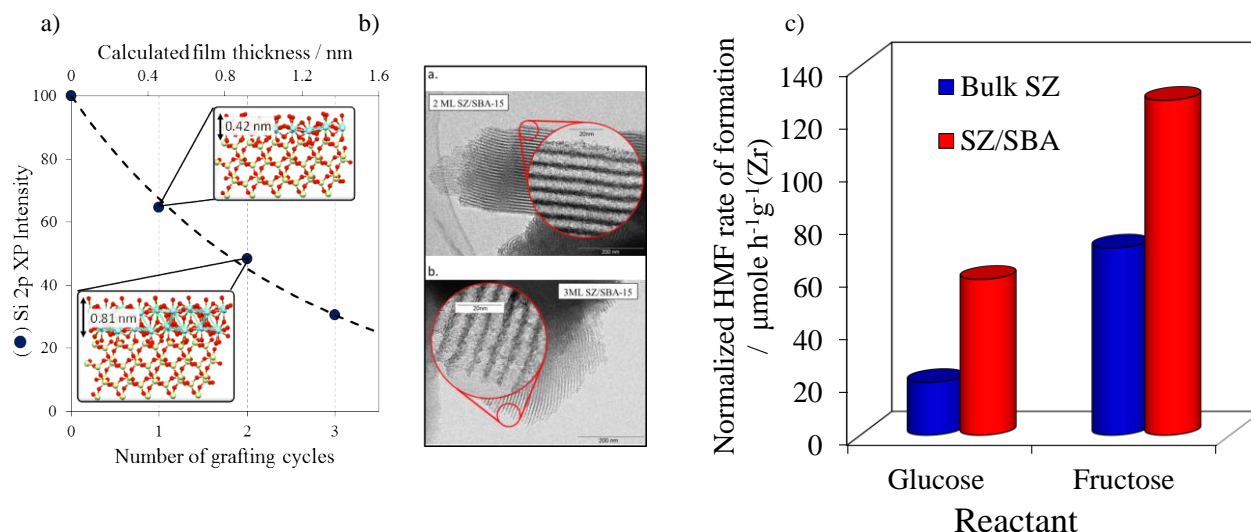 a)
Calculated film thickness / nm
0 0.4 0.8 1.2 1.6
100
80
60
40
20
0
(●) Si 2p XP Intensity
0.42 nm
0.81 nm
0 1 2 3
Number of grafting cycles
b)
a.
2 ML SZ/SBA-15
20nm
200 nm
b.
3ML SZ/SBA-15
20nm
200 nm
c)
Normalized HMF rate of formation
/ μmole h⁻¹g⁻¹(Zr)
140
120
100
80
60
40
20
0
Bulk SZ
SZ/SBA
Glucose Fructose
Reactant